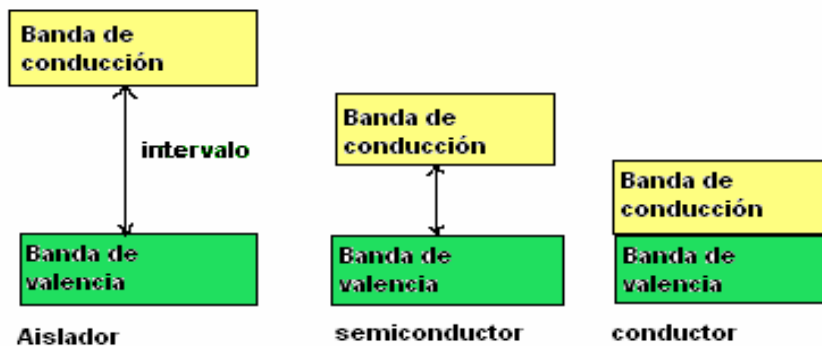 Banda de
conducción
intervalo
Banda de
valencia
Aislador
Banda de
conducción
Banda de
valencia
semiconductor
Banda de
conducción
Banda de
valencia
conductor